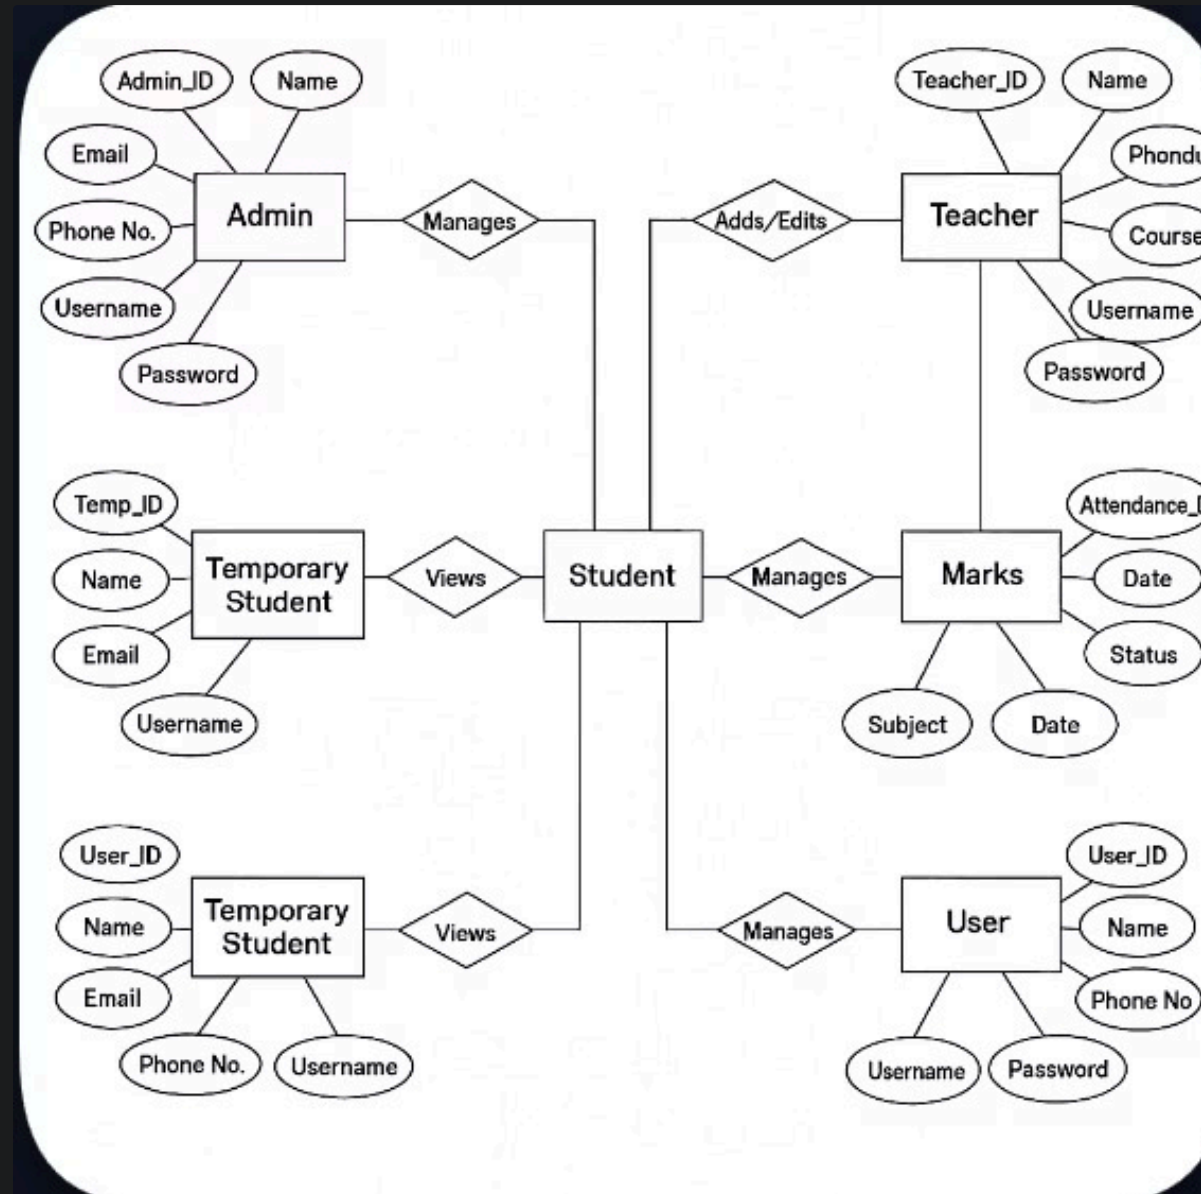 Admin_ID
Name
Email
Admin
Phone No.
Username
Password
Manages
Adds/Edits
Teacher_ID
Name
Phondu
Teacher
Course
Username
Password
Temp_ID
Name
Temporary
Student
Email
Username
Views
Student
Manages
Marks
Attendance_
Date
Status
Subject
Date
User_ID
Name
Temporary
Student
Email
Phone No.
Username
Views
Manages
User
User_ID
Name
Phone No
Username
Password